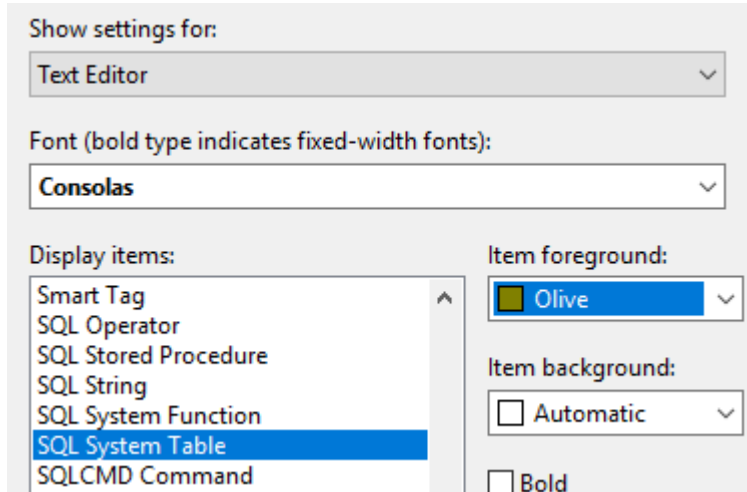 Show settings for:
Text Editor
Font (bold type indicates fixed-width fonts):
Consolas
Display items:
Smart Tag
SQL Operator
SQL Stored Procedure
SQL String
SQL System Function
SQL System Table
SQLCMD Command
Item foreground:
Olive
Item background:
Automatic
Bold